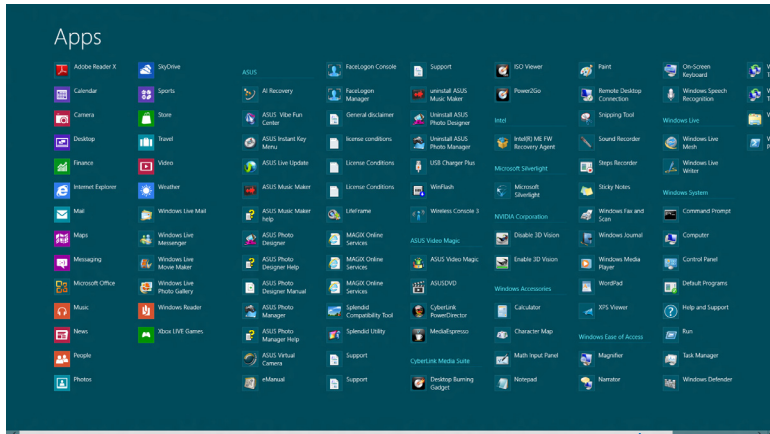 Apps
Adobe Reader X
Calendar
Camera
Desktop
Finance
Internet Explorer
Mail
Maps
Messaging
Microsoft Office
Music
News
People
Photos
SkyDrive
Sports
Store
Travel
Video
Weather
Windows Live Mail
Windows Live
Messenger
Windows Live
Movie Maker
Windows Live
Photo Gallery
Windows Reader
Xbox LIVE Games
ASUS
AI Recovery
ASUS Vibe Fun
Center
ASUS Instant Key
Menu
ASUS Live Update
ASUS Music Maker
ASUS Music Maker
help
ASUS Photo
Designer
ASUS Photo
Designer Help
ASUS Photo
Designer Manual
ASUS Photo
Manager
ASUS Photo
Manager Help
ASUS Virtual
Camera
eManual
FaceLogon Console
FaceLogon
Manager
General disclaimer
license conditions
License Conditions
License Conditions
LifeFrame
MAGIX Online
Services
MAGIX Online
Services
MAGIX Online
Services
Splendid
Compatibility Tool
Splendid Utility
Support
Support
Support
uninstall ASUS
Music Maker
Uninstall ASUS
Photo Designer
Uninstall ASUS
Photo Manager
USB Charger Plus
WinFlash
Wireless Console 3
ASUS Video Magic
ASUS Video Magic
ASUSDVD
CyberLink
PowerDirector
MediaEspresso
CyberLink Media Suite
Desktop Burning
Gadget
ISO Viewer
Power2Go
Intel
Intel(R) ME FW
Recovery Agent
Microsoft Silverlight
Microsoft
Silverlight
NVIDIA Corporation
Disable 3D Vision
Enable 3D Vision
Windows Accessories
Calculator
Character Map
Math Input Panel
Notepad
Paint
Remote Desktop
Connection
Snipping Tool
Sound Recorder
Steps Recorder
Sticky Notes
Windows Fax and
Scan
Windows Journal
Windows Media
Player
WordPad
XPS Viewer
Windows Ease of Access
Magnifier
Narrator
On-Screen
Keyboard
Windows Speech
Recognition
Windows Live
Windows Live
Mesh
Windows Live
Writer
Windows System
Command Prompt
Computer
Control Panel
Default Programs
Help and Support
Run
Task Manager
Windows Defender